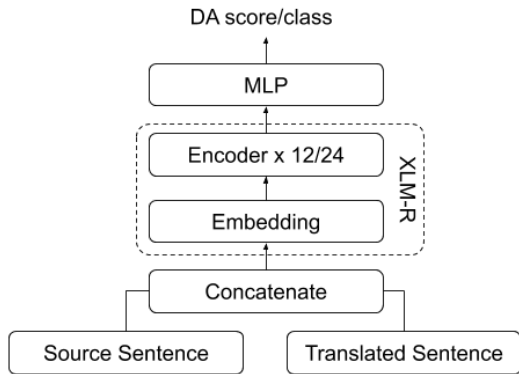 DA score/class
MLP
Encoder x 12/24
XLM-R
Embedding
Concatenate
Source Sentence
Translated Sentence